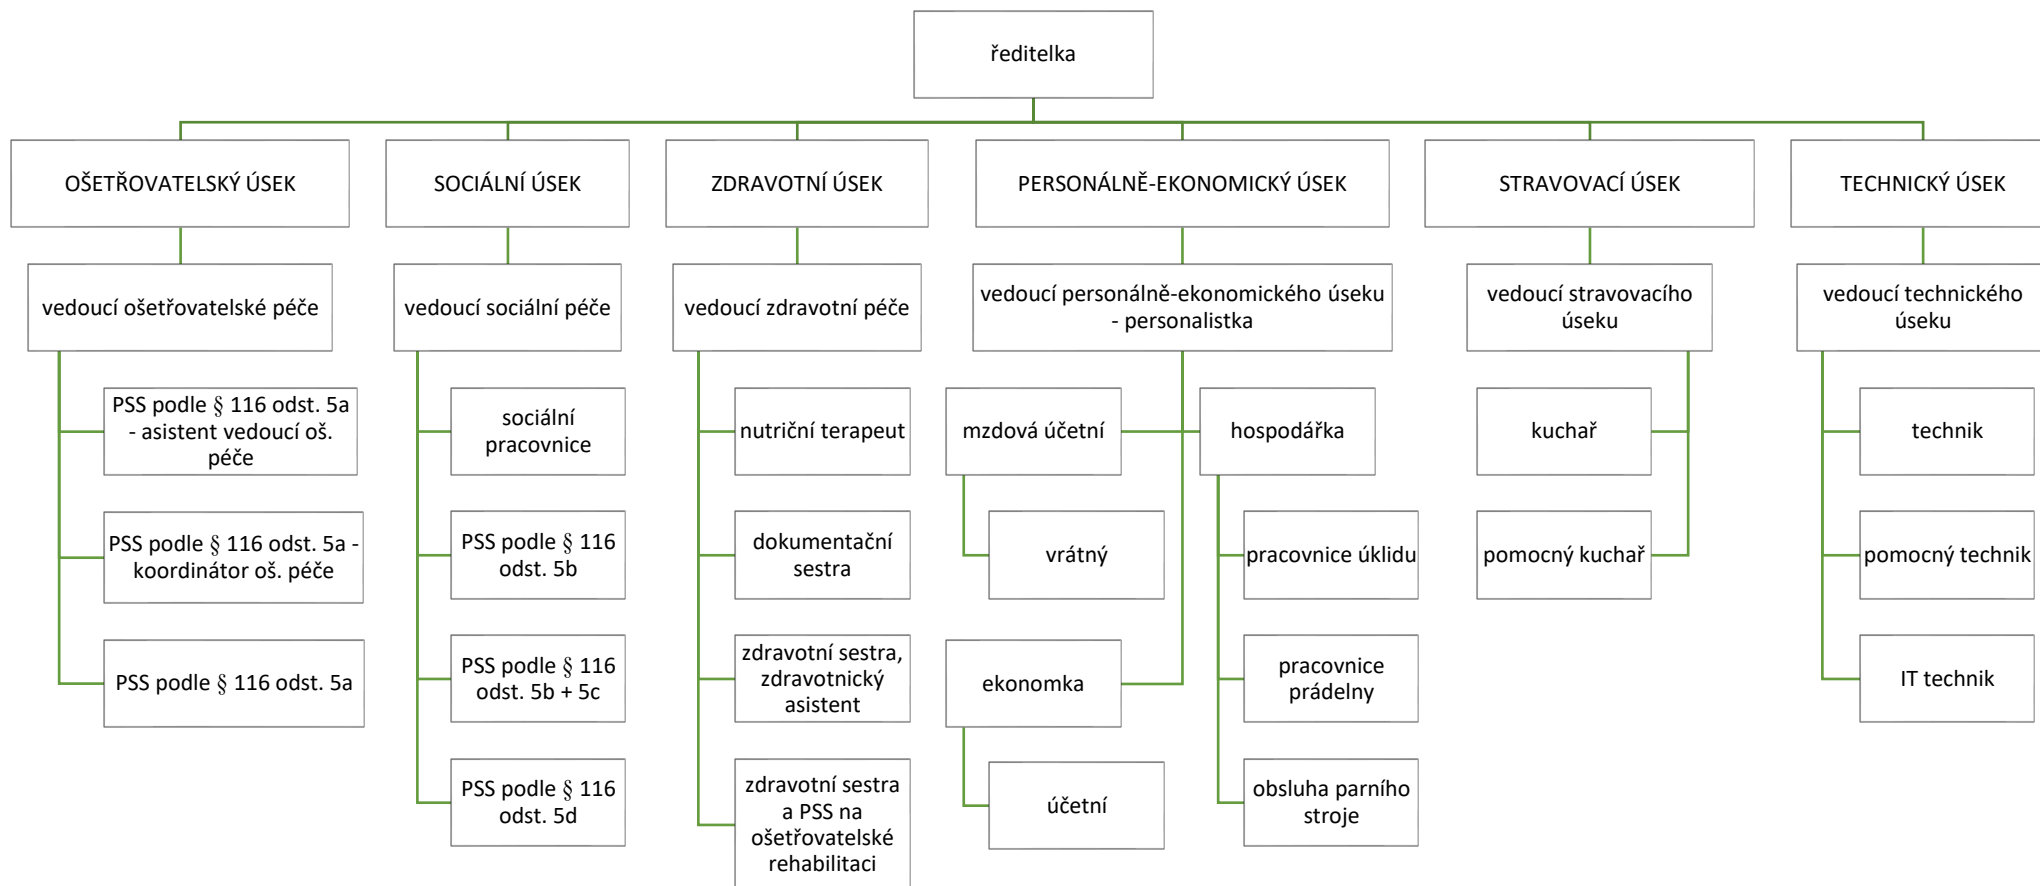 ředitelka
OŠETŘOVATELSKÝ ÚSEK
SOCIÁLNÍ ÚSEK
ZDRAVOTNÍ ÚSEK
PERSONÁLNĚ-EKONOMICKÝ ÚSEK
STRAVOVACÍ ÚSEK
TECHNICKÝ ÚSEK
vedoucí ošetřovatelské péče
vedoucí sociální péče
vedoucí zdravotní péče
vedoucí personálně-ekonomického úseku
- personalistka
vedoucí stravovacího
úseku
vedoucí technického
úseku
PSS podle § 116 odst. 5a
- asistent vedoucí oš.
péče
sociální
pracovnice
nutriční terapeut
mzdová účetní
hospodářka
kuchař
technik
PSS podle § 116 odst. 5a -
koordinátor oš. péče
PSS podle § 116
odst. 5b
dokumentační
sestra
vrátný
pracovnice úklidu
pomocný kuchař
pomocný technik
PSS podle § 116 odst. 5a
PSS podle § 116
odst. 5b + 5c
zdravotní sestra,
zdravotnický
asistent
ekonomka
pracovnice
prádelny
IT technik
PSS podle § 116
odst. 5d
zdravotní sestra
a PSS na
ošetřovatelské
rehabilitaci
účetní
obsluha parního
stroje